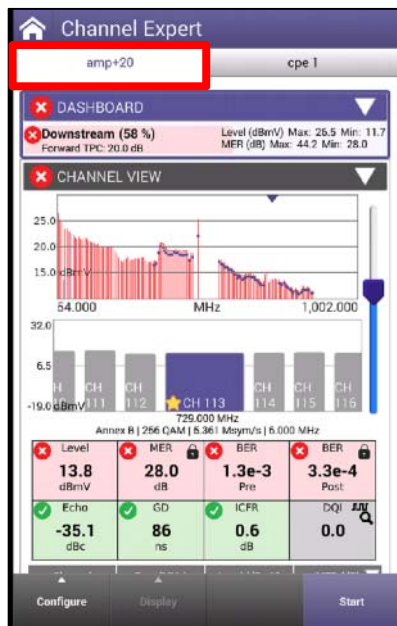 Channel Expert
amp+20 cpe 1
DASHBOARD
Downstream (58 %) Level (dBmV) Max: 26.5 Min: 11.7
Forward TPC: 20.0 dB MER (dB) Max: 44.2 Min: 28.0
CHANNEL VIEW
25.0
20.0
15.0 dBmV
54.000 MHz 1,002.000
32.0
6.5
CH CH CH CH CH
111 112 CH 113 114 115 116
-19.0 dBmV
729.000 MHz
Annex B | 256 QAM | 5.361 Msym/s | 6.000 MHz
Level MER BER BER
13.8 28.0 1.3e-3 3.3e-4
dBmV dB Pre Post
Echo GD ICFR DQI
-35.1 86 0.6 0.0
dBc ns dB
Configure Display Start